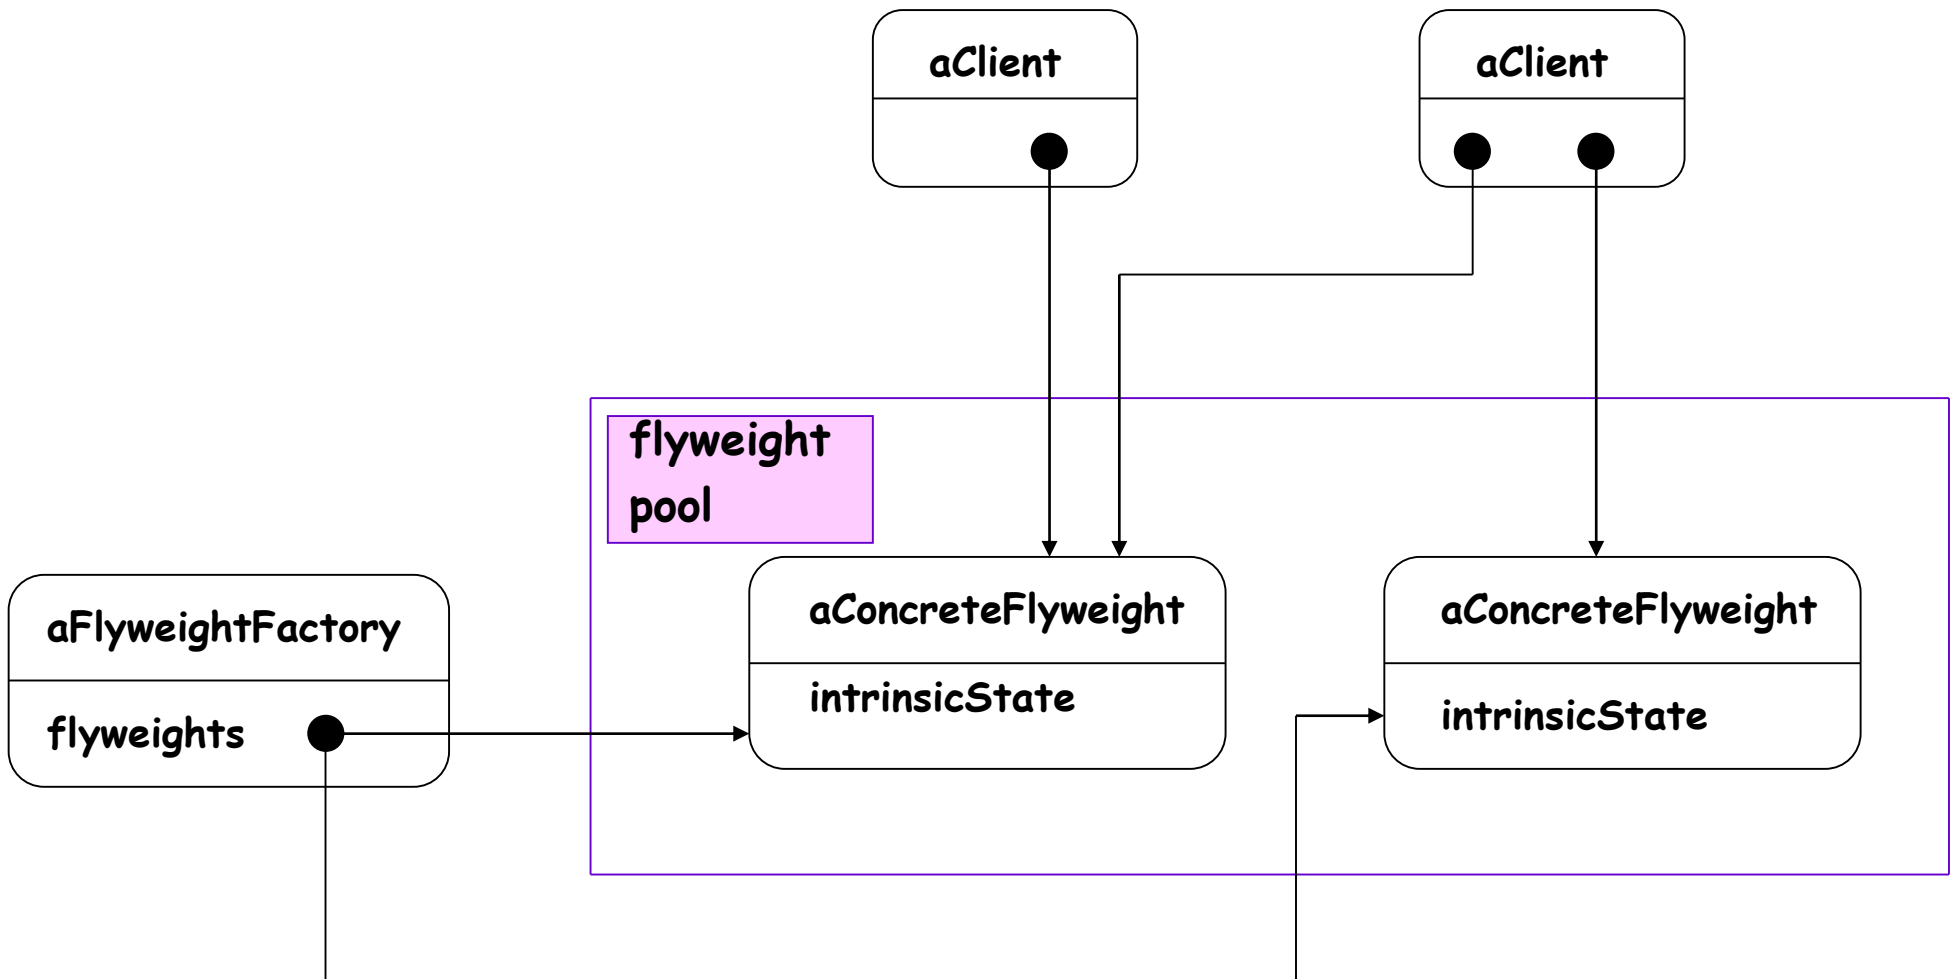 aClient
aClient
flyweight
pool
aFlyweightFactory
flyweights
aConcreteFlyweight
intrinsicState
aConcreteFlyweight
intrinsicState